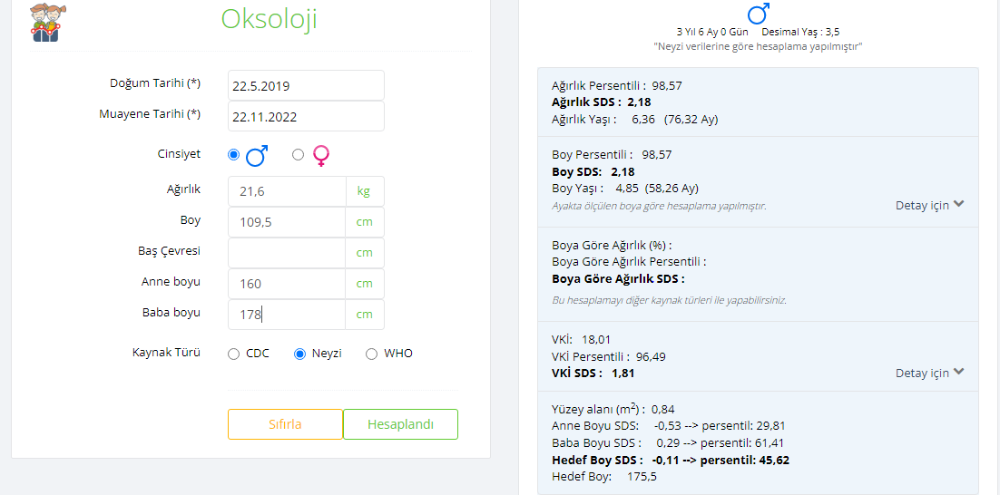 Oksoloji
Doğum Tarihi (*) 22.5.2019
Muayene Tarihi (*) 22.11.2022
Cinsiyet
Ağırlık 21,6 kg
Boy 109,5 cm
Baş Çevresi cm
Anne boyu 160 cm
Baba boyu 178 cm
Kaynak Türü CDC Neyzi WHO
Sıfırla Hesaplandı
3 Yıl 6 Ay 0 Gün Desimal Yaş : 3,5
"Neyzi verilerine göre hesaplama yapılmıştır"
Ağırlık Persentili : 98,57
Ağırlık SDS : 2,18
Ağırlık Yaşı : 6,36 (76,32 Ay)
Boy Persentili : 98,57
Boy SDS: 2,18
Boy Yaşı : 4,85 (58,26 Ay)
Ayakta ölçülen boya göre hesaplama yapılmıştır.
Detay için
Boya Göre Ağırlık (%) :
Boya Göre Ağırlık Persentili :
Boya Göre Ağırlık SDS :
Bu hesaplamayı diğer kaynak türleri ile yapabilirsiniz.
VKİ: 18,01
VKİ Persentili : 96,49
VKİ SDS : 1,81
Detay için
Yüzey alanı (m²) : 0,84
Anne Boyu SDS: -0,53 --> persentil: 29,81
Baba Boyu SDS : 0,29 --> persentil: 61,41
Hedef Boy SDS : -0,11 --> persentil: 45,62
Hedef Boy: 175,5